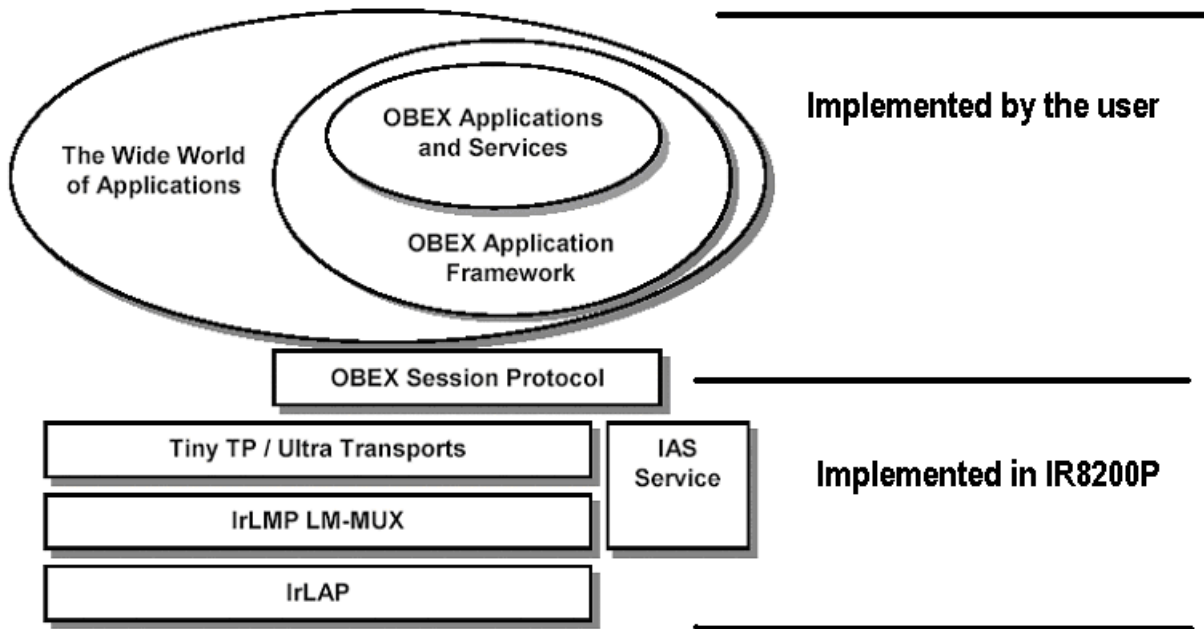 Implemented by the user
OBEX Applications
and Services
The Wide World
of Applications
OBEX Application
Framework
OBEX Session Protocol
Tiny TP / Ultra Transports
IAS
Service
Implemented in IR8200P
IrLMP LM-MUX
IrLAP